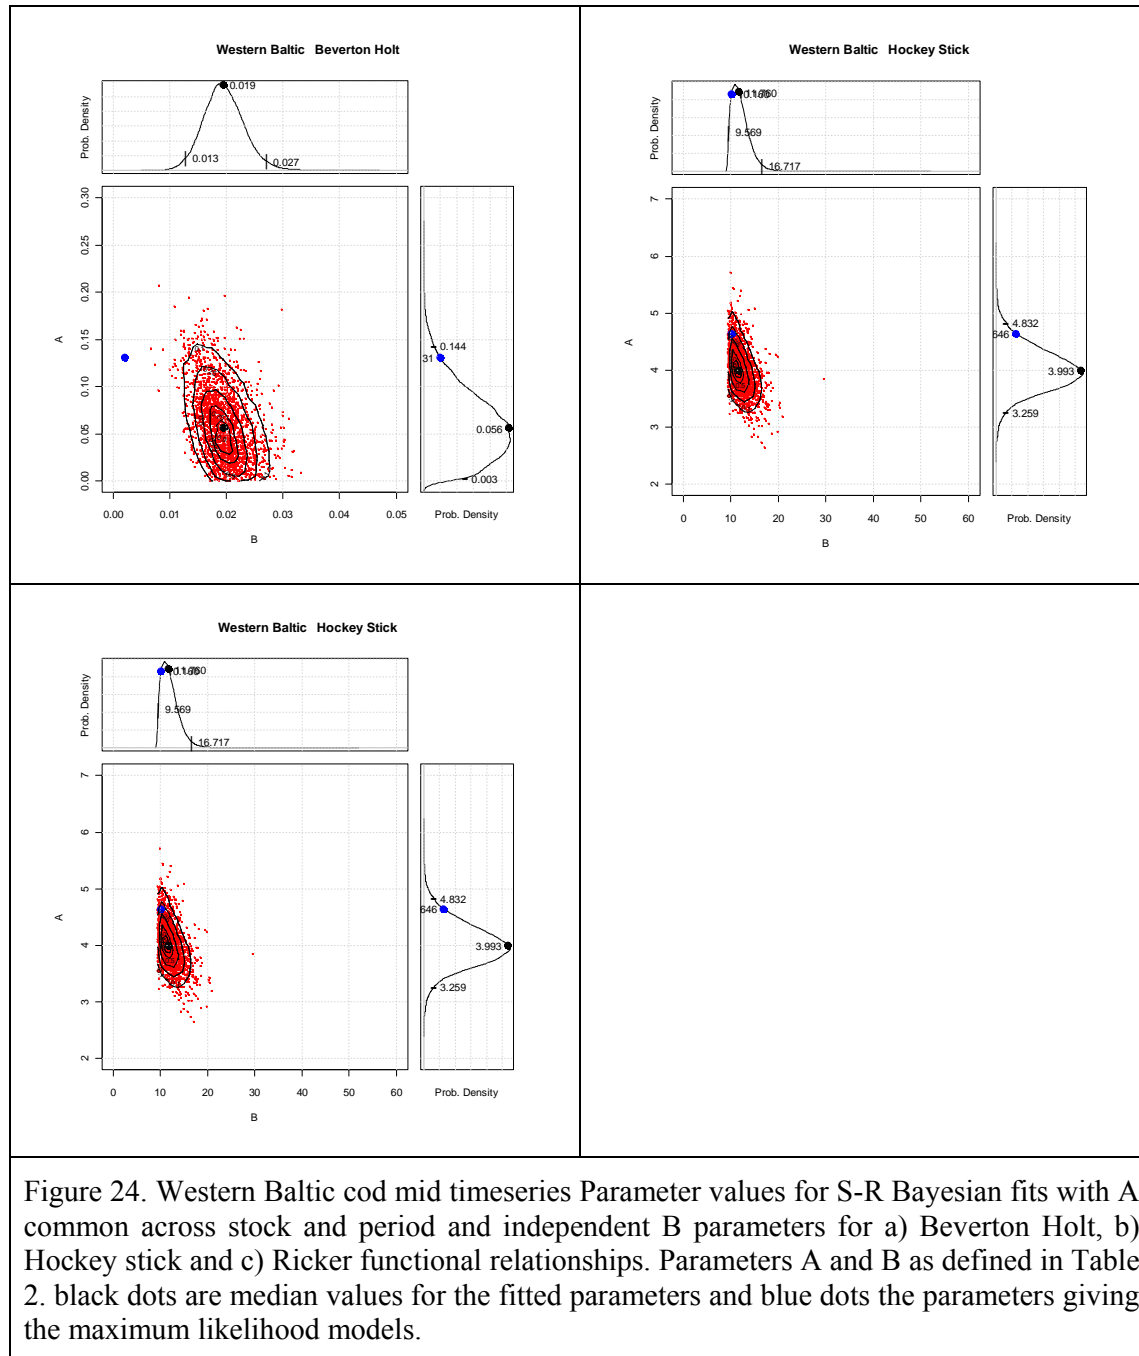 Western Baltic Beverton Holt
Prob. Density
0.019
0.013
0.027
A
0.30
0.25
0.20
0.15
0.10
0.05
0.00
0.144
31
0.056
0.003
0.00 0.01 0.02 0.03 0.04 0.05
Prob. Density
B
Western Baltic Hockey Stick
Prob. Density
9.569
16.717
A
7
6
5
4
3
2
4.832
646
3.993
3.259
0 10 20 30 40 50 60
Prob. Density
B
Western Baltic Hockey Stick
Prob. Density
9.569
16.717
A
7
6
5
4
3
2
4.832
646
3.993
3.259
0 10 20 30 40 50 60
Prob. Density
B
Figure 24. Western Baltic cod mid timeseries Parameter values for S-R Bayesian fits with A
common across stock and period and independent B parameters for a) Beverton Holt, b)
Hockey stick and c) Ricker functional relationships. Parameters A and B as defined in Table
2. black dots are median values for the fitted parameters and blue dots the parameters giving
the maximum likelihood models.